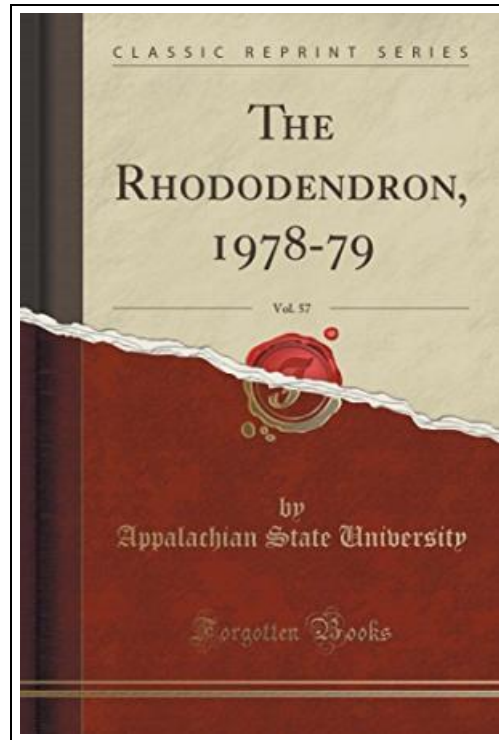 CLASSIC REPRINT SERIES
THE
RHODODENDRON,
1978-79
Vol. 57
by
Appalachian State University
Forgotten Books